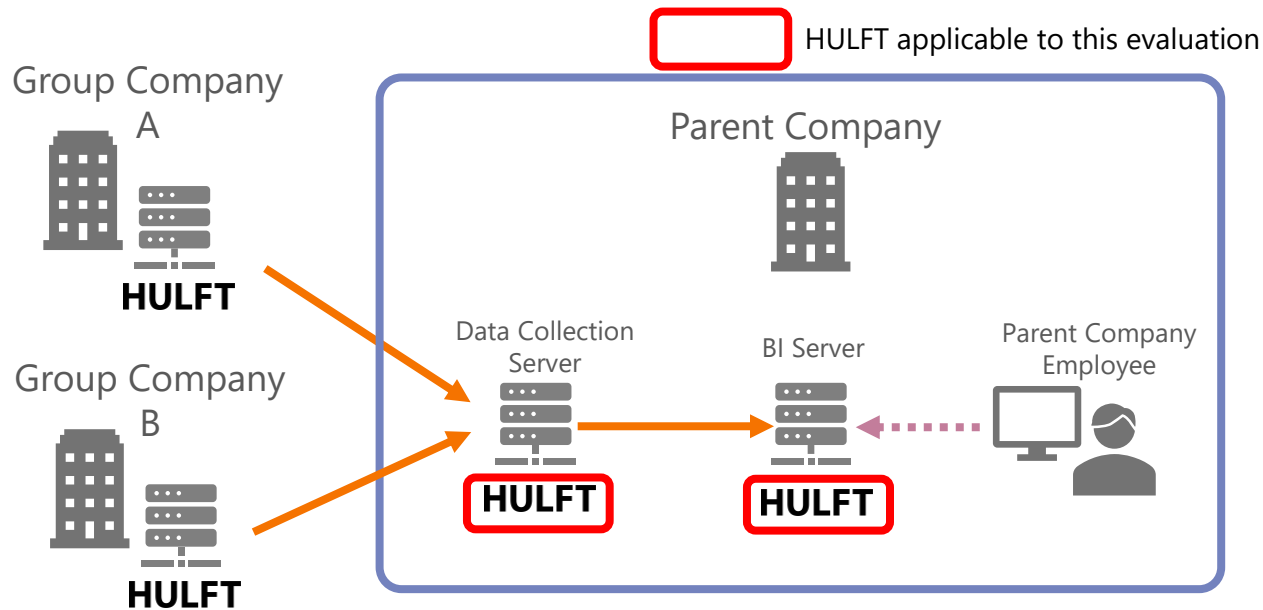 HULFT applicable to this evaluation
Group Company
A
HULFT
Group Company
B
HULFT
Parent Company
Data Collection
Server
HULFT
BI Server
HULFT
Parent Company
Employee